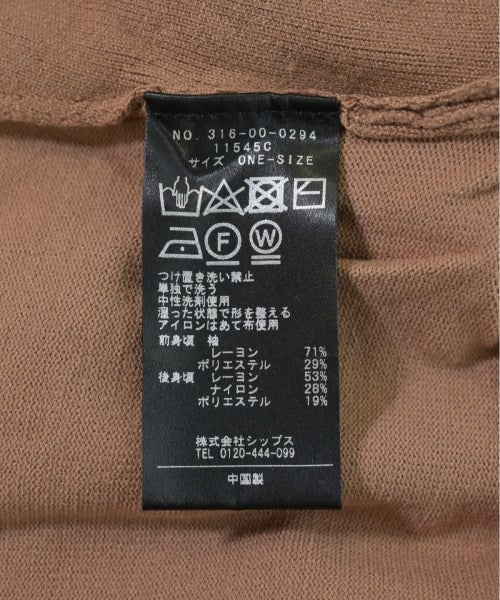 NO. 316-00-0294
11545C
サイズ ONE-SIZE
F W
つけ置き洗い禁止
単独で洗う
中性洗剤使用
湿った状態で形を整える
アイロンはあて布使用
前身頃 袖
レーヨン 71%
ポリエステル 29%
後身頃 レーヨン 53%
ナイロン 28%
ポリエステル 19%
株式会社シップス
TEL 0120-444-099
中国製